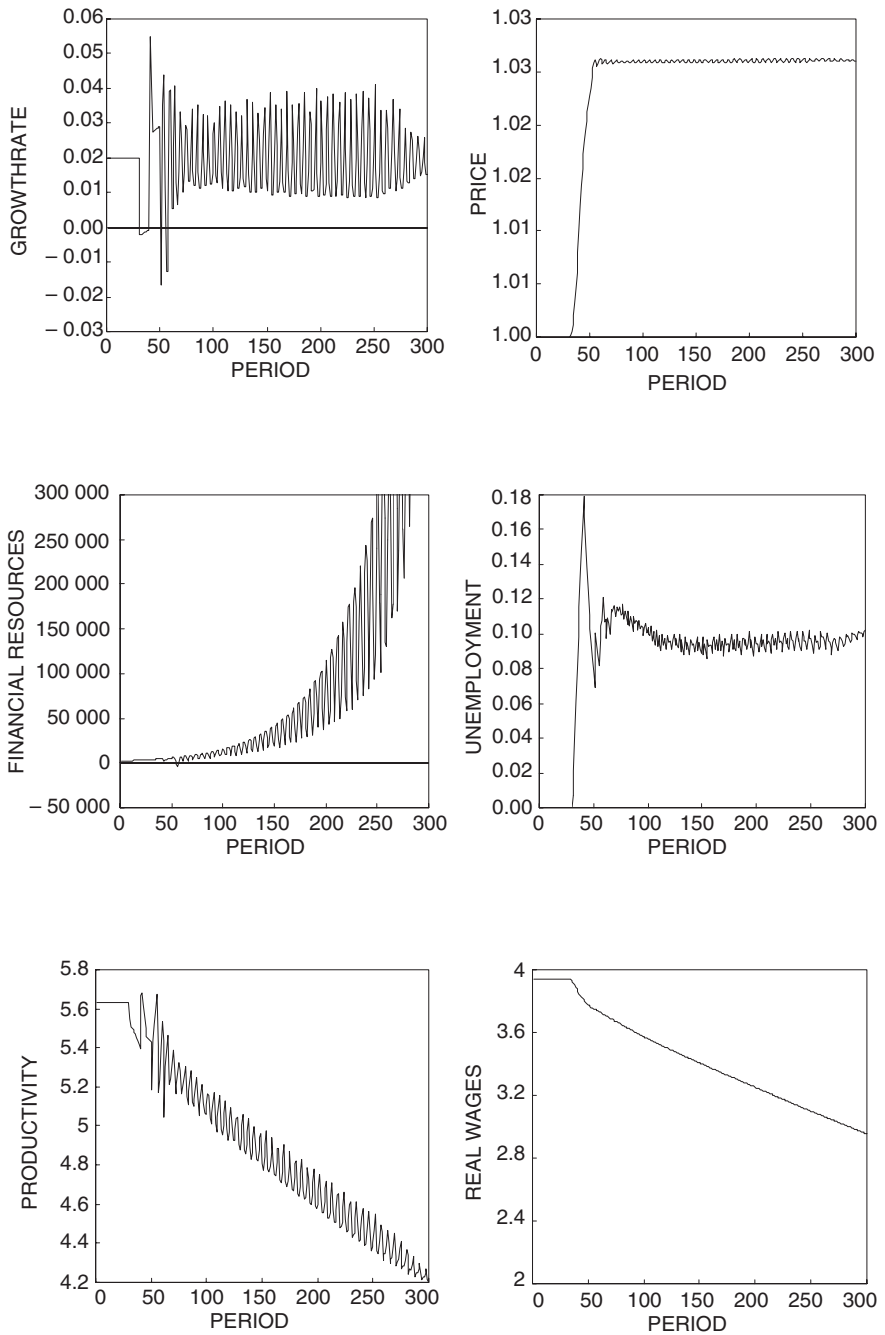 0.06
0.05
0.04
0.03
0.02
0.01
0.00
– 0.01
– 0.02
– 0.03
GROWTHRATE
0 50 100 150 200 250 300
PERIOD
1.03
1.03
1.02
1.02
1.01
1.01
1.00
PRICE
0 50 100 150 200 250 300
PERIOD
300 000
250 000
200 000
150 000
100 000
50 000
0
– 50 000
FINANCIAL RESOURCES
0 50 100 150 200 250 300
PERIOD
0.18
0.16
0.14
0.12
0.10
0.08
0.06
0.04
0.02
0.00
UNEMPLOYMENT
0 50 100 150 200 250 300
PERIOD
5.8
5.6
5.4
5.2
5
4.8
4.6
4.4
4.2
PRODUCTIVITY
0 50 100 150 200 250 300
PERIOD
4
3.6
3.2
2.8
2.4
2
REAL WAGES
0 50 100 150 200 250 300
PERIOD